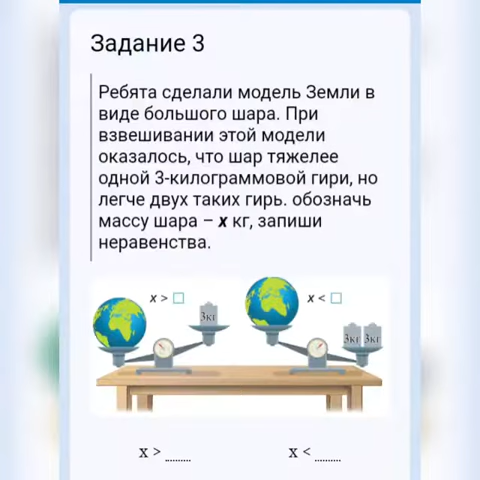 Задание 3
Ребята сделали модель Земли в
виде большого шара. При
взвешивании этой модели
оказалось, что шар тяжелее
одной 3-килограммовой гири, но
легче двух таких гирь. обозначь
массу шара – x кг, запиши
неравенства.
x > □ x < □
3кг
3кг 3кг
x > ........ x < ........